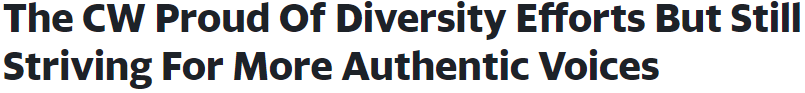 The CW Proud Of Diversity Efforts But Still
Striving For More Authentic Voices